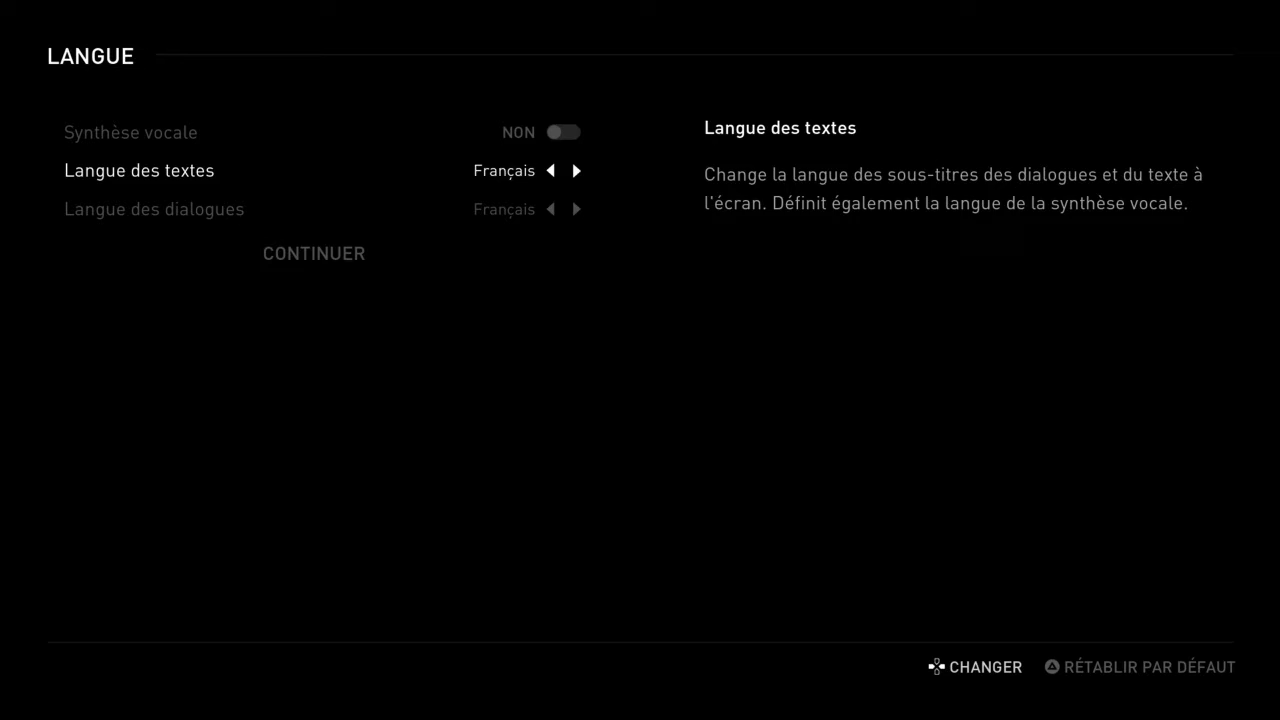 LANGUE
Synthèse vocale NON
Langue des textes Français
Langue des dialogues Français
CONTINUER
Langue des textes
Change la langue des sous-titres des dialogues et du texte à
l'écran. Définit également la langue de la synthèse vocale.
CHANGER RÉTABLIR PAR DÉFAUT